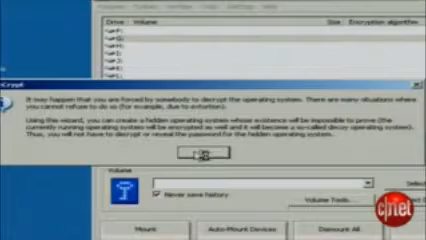 Drive Volume Size Encryption algorithm
It may happen that you are forced by somebody to decrypt the operating system. There are many situations where
you cannot refuse to do so (for example, due to extortion).
Using this wizard, you can create a hidden operating system whose existence will be impossible to prove (the
currently running operating system will be encrypted as well and it will become a so-called decoy operating system).
Thus, you will not have to decrypt or reveal the password for the hidden operating system.
Volume
Never save history
Volume Tools...
Mount Auto-Mount Devices Dismount All
c|net